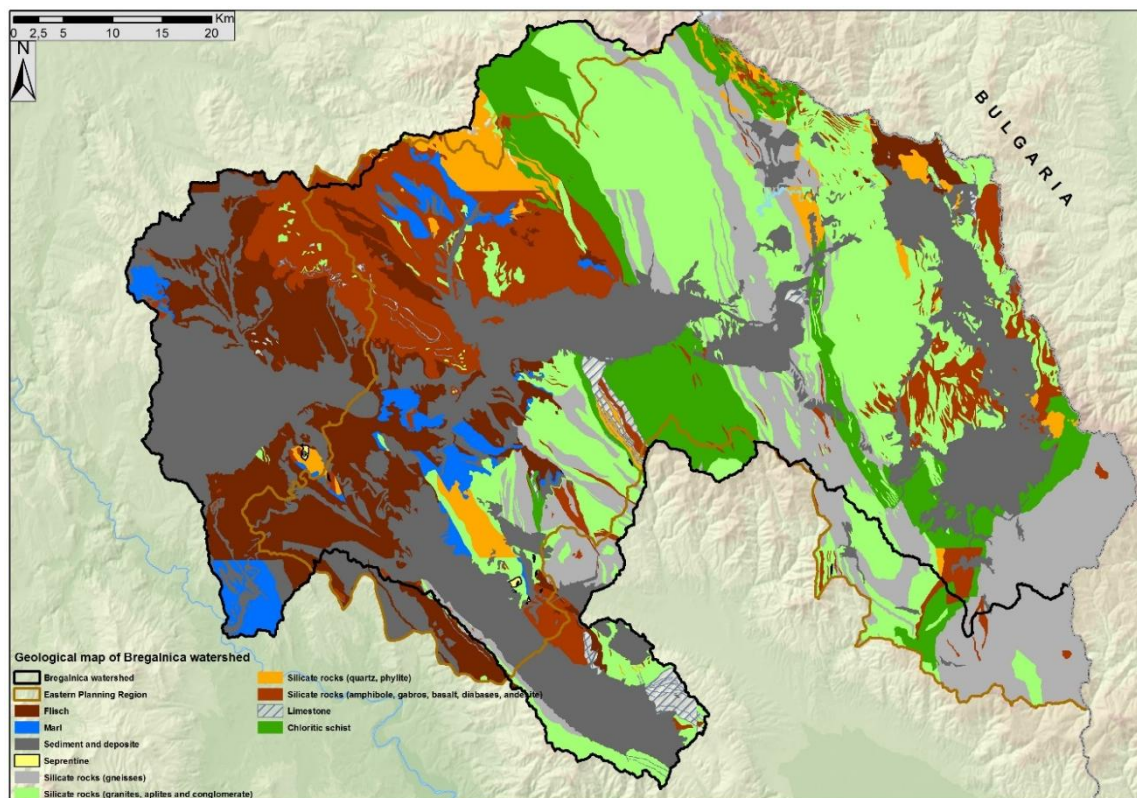 Km
0 2,5 5 10 15 20
N
BULGARIA
Geological map of Bregalnica watershed
Bregalnica watershed
Eastern Planning Region
Flisch
Marl
Sediment and deposite
Seprentine
Silicate rocks (gneisses)
Silicate rocks (granites, aplites and conglomerate)
Silicate rocks (quartz, phylite)
Silicate rocks (amphibole, gabros, basalt, diabases, andesite)
Limestone
Chloritic schist